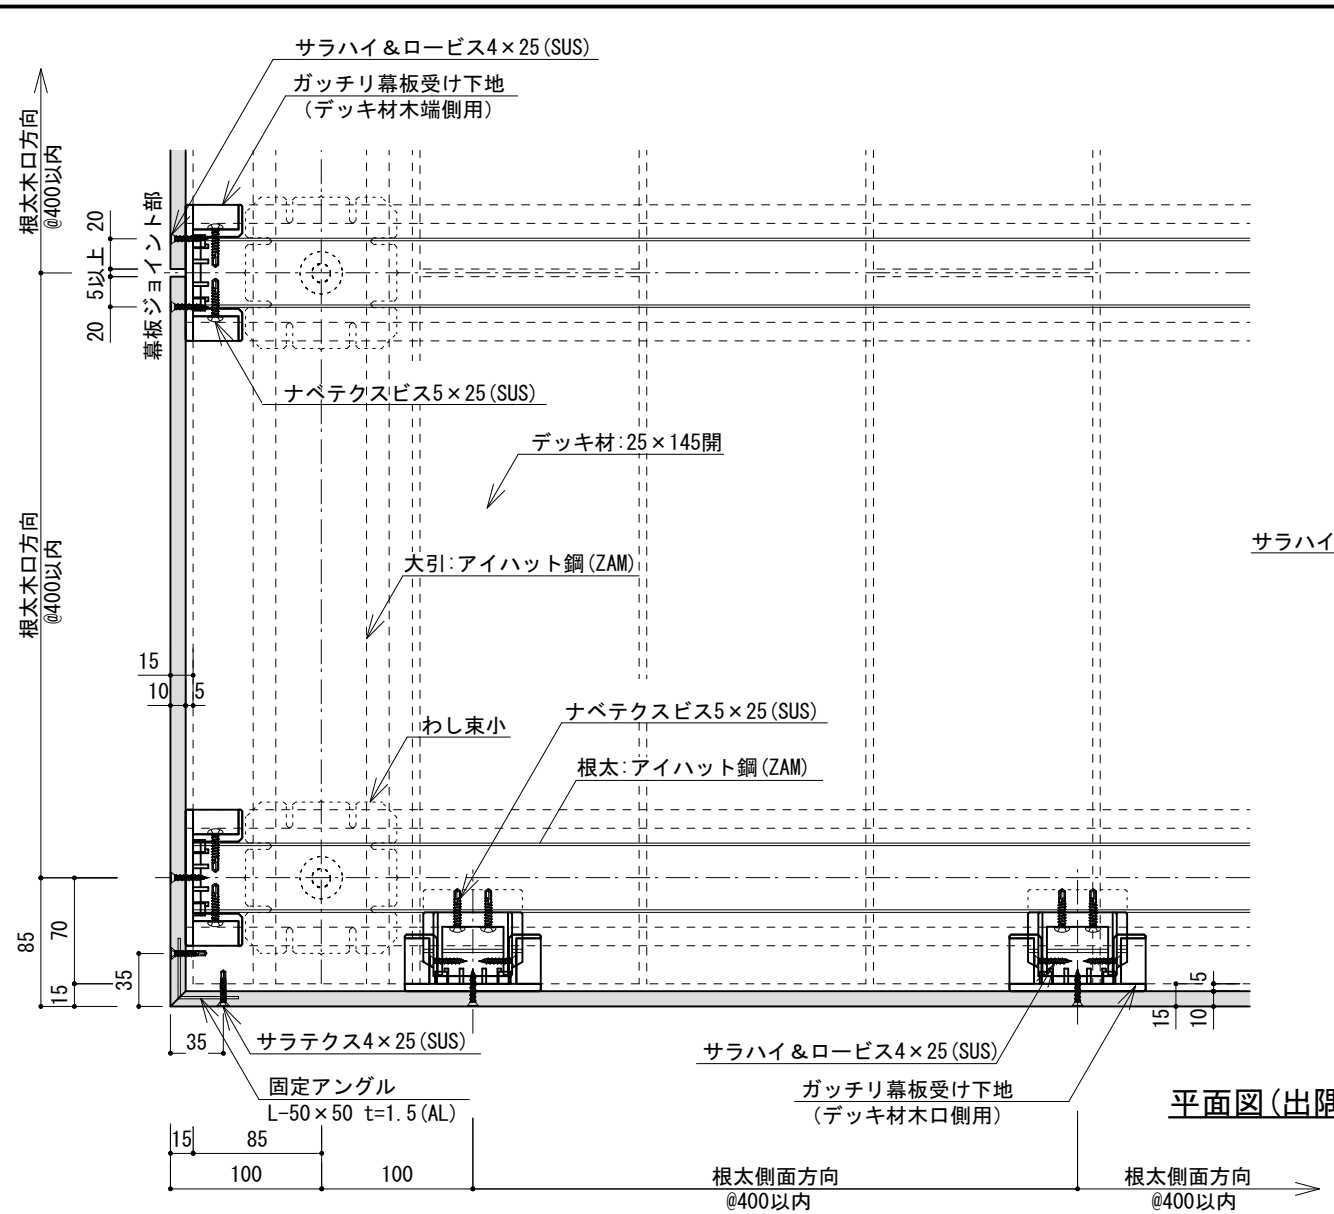 サラハイ＆ロービス4×25(SUS)
ガッチリ幕板受け下地
（デッキ材木端側用）
根太木口方向
@400以内
20
5以上
20
幕板ジョイント部
ナベテクスビス5×25(SUS)
デッキ材:25×145開
サラハイ
大引:アイハット鋼(ZAM)
根太木口方向
@400以内
15
10
5
ナベテクスビス5×25(SUS)
わし束小
根太:アイハット鋼(ZAM)
85
70
15
35
5
15
10
35
サラテクス4×25(SUS)
サラハイ＆ロービス4×25(SUS)
固定アングル
L-50×50 t=1.5(AL)
ガッチリ幕板受け下地
（デッキ材木口側用）
平面図(出隅
15
85
100
100
根太側面方向
@400以内
根太側面方向
@400以内